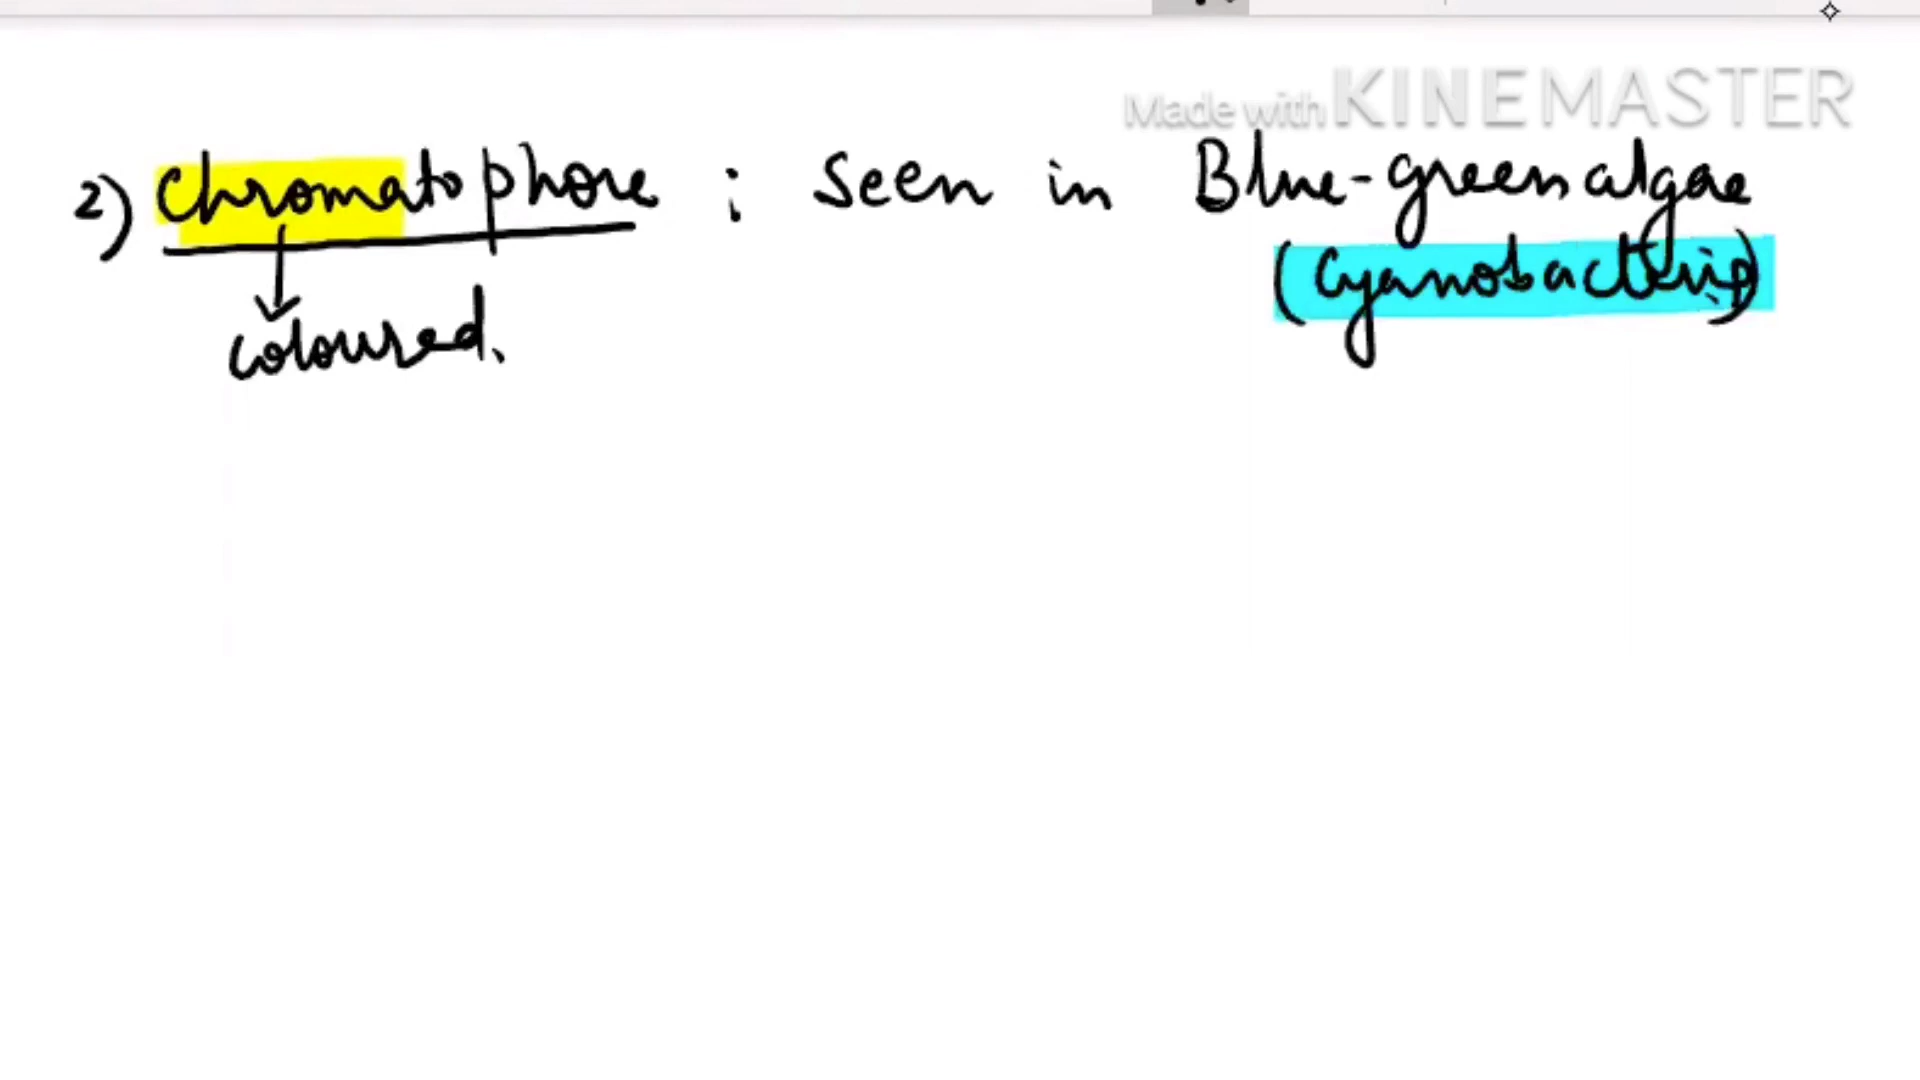 Made with KINEMASTER
2) Chromatophore : Seen in Blue-green algae
(Cyanobacteria)
coloured.